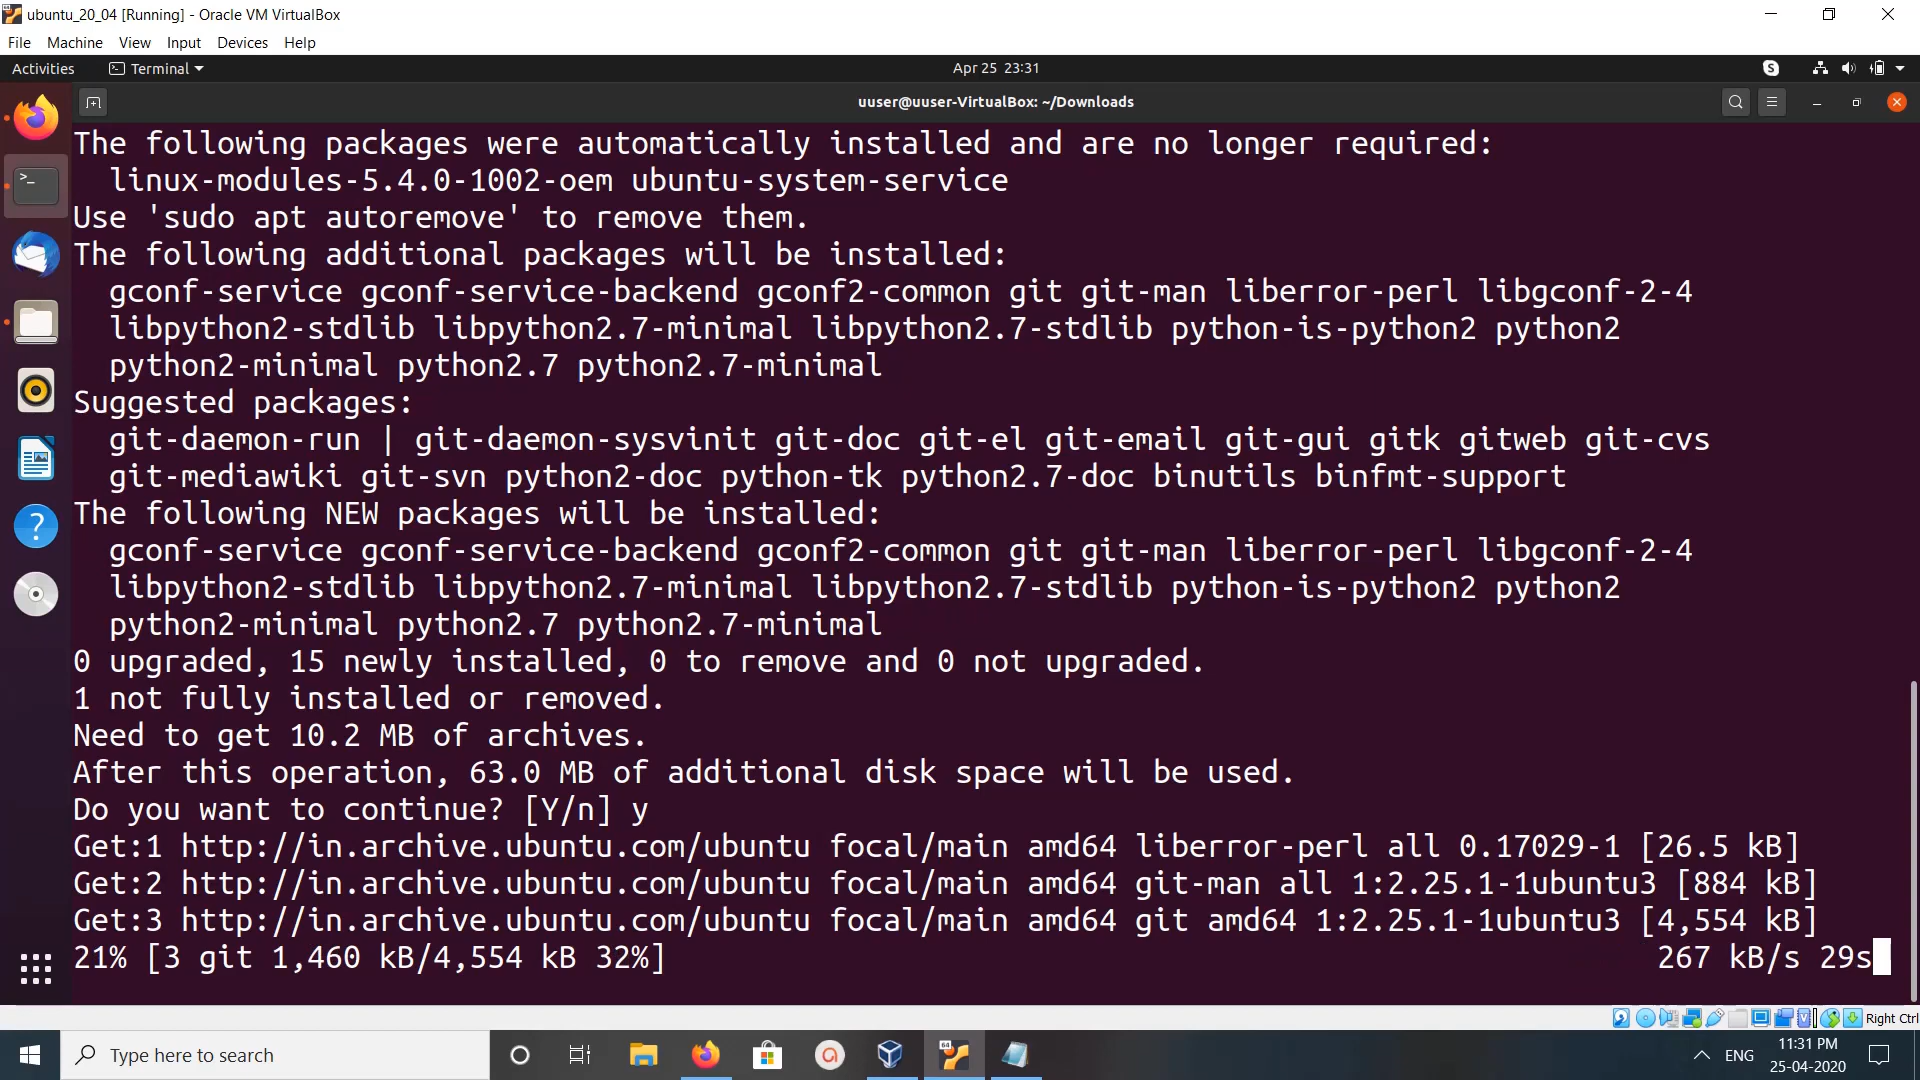 ubuntu_20_04 [Running] - Oracle VM VirtualBox
File Machine View Input Devices Help
Activities Terminal Apr 25 23:31
uuser@uuser-VirtualBox: ~/Downloads
The following packages were automatically installed and are no longer required:
linux-modules-5.4.0-1002-oem ubuntu-system-service
Use 'sudo apt autoremove' to remove them.
The following additional packages will be installed:
gconf-service gconf-service-backend gconf2-common git git-man liberror-perl libgconf-2-4
libpython2-stdlib libpython2.7-minimal libpython2.7-stdlib python-is-python2 python2
python2-minimal python2.7 python2.7-minimal
Suggested packages:
git-daemon-run | git-daemon-sysvinit git-doc git-el git-email git-gui gitk gitweb git-cvs
git-mediawiki git-svn python2-doc python-tk python2.7-doc binutils binfmt-support
The following NEW packages will be installed:
gconf-service gconf-service-backend gconf2-common git git-man liberror-perl libgconf-2-4
libpython2-stdlib libpython2.7-minimal libpython2.7-stdlib python-is-python2 python2
python2-minimal python2.7 python2.7-minimal
0 upgraded, 15 newly installed, 0 to remove and 0 not upgraded.
1 not fully installed or removed.
Need to get 10.2 MB of archives.
After this operation, 63.0 MB of additional disk space will be used.
Do you want to continue? [Y/n] y
Get:1 http://in.archive.ubuntu.com/ubuntu focal/main amd64 liberror-perl all 0.17029-1 [26.5 kB]
Get:2 http://in.archive.ubuntu.com/ubuntu focal/main amd64 git-man all 1:2.25.1-1ubuntu3 [884 kB]
Get:3 http://in.archive.ubuntu.com/ubuntu focal/main amd64 git amd64 1:2.25.1-1ubuntu3 [4,554 kB]
21% [3 git 1,460 kB/4,554 kB 32%] 267 kB/s 29s
Right Ctrl
Type here to search
ENG
11:31 PM
25-04-2020